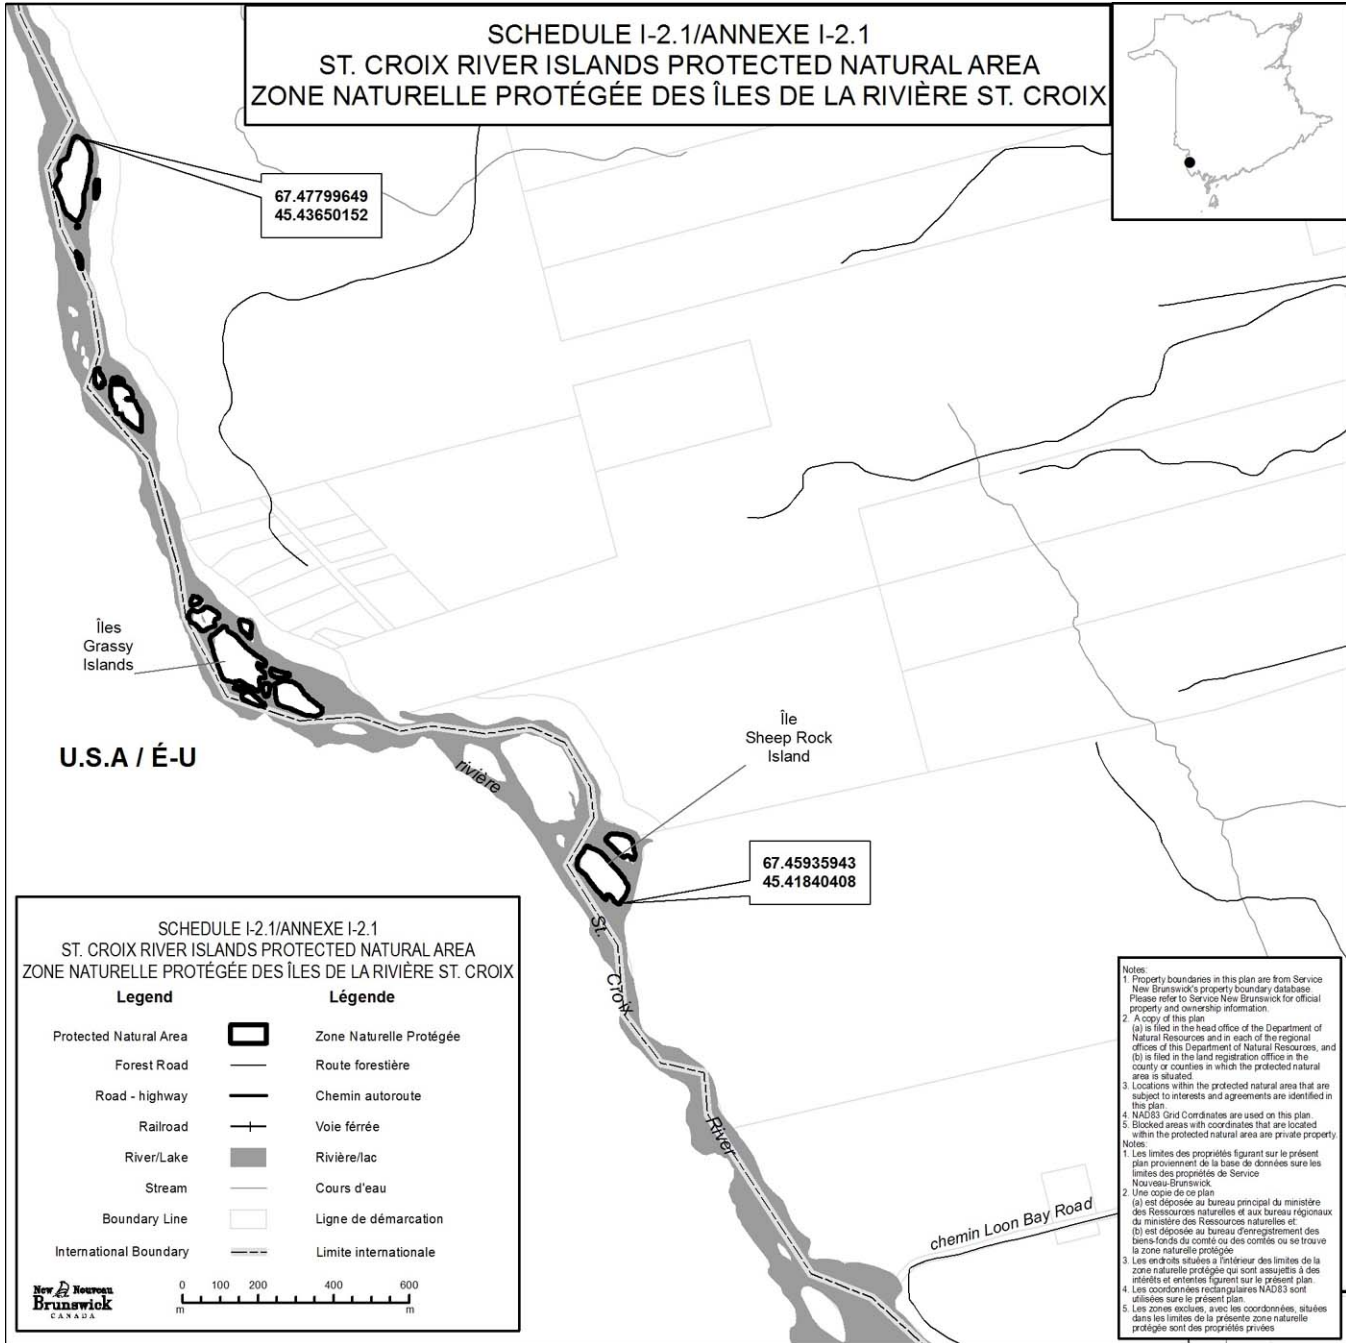 SCHEDULE I-2.1/ANNEXE I-2.1
ST. CROIX RIVER ISLANDS PROTECTED NATURAL AREA
ZONE NATURELLE PROTÉGÉE DES ÎLES DE LA RIVIÈRE ST. CROIX
67.47799649
45.43650152
Îles
Grassy
Islands
U.S.A / É-U
rivière
Île
Sheep Rock
Island
67.45935943
45.41840408
St.
Croix
River
chemin Loon Bay Road
SCHEDULE I-2.1/ANNEXE I-2.1
ST. CROIX RIVER ISLANDS PROTECTED NATURAL AREA
ZONE NATURELLE PROTÉGÉE DES ÎLES DE LA RIVIÈRE ST. CROIX
Legend Légende
Protected Natural Area Zone Naturelle Protégée
Forest Road Route forestière
Road - highway Chemin autoroute
Railroad Voie férrée
River/Lake Rivière/lac
Stream Cours d'eau
Boundary Line Ligne de démarcation
International Boundary Limite internationale
New Nouveau
Brunswick
CANADA
0 100 200 400 600
m m
Notes:
1. Property boundaries in this plan are from Service
New Brunswick's property boundary database.
Please refer to Service New Brunswick for official
property and ownership information.
2. A copy of this plan
(a) is filed in the head office of the Department of
Natural Resources and in each of the regional
offices of this Department of Natural Resources, and
(b) is filed in the land registration offfice in the
county or counties in which the protected natural
area is situated.
3. Locations within the protected natural area that are
subject to interests and agreements are identified in
this plan.
4. NAD83 Grid Corrdinates are used on this plan.
5. Blocked areas with coordinates that are located
within the protected natural area are private property.
Notes:
1. Les limites des propriétés figurant sur le présent
plan proviennent de la base de données sure les
limites des propriétés de Service
Nouveau-Brunswick.
2. Une copie de ce plan
(a) est déposée au bureau principal du ministère
des Ressources naturelles et aux bureau régionaux
du ministère des Ressources naturelles et:
(b) est déposée au bureau d'enregistrement des
biens-fonds du comté ou des comtés ou se trouve
la zone naturelle protégée
3. Les endroits situées a l'intérieur des limites de la
zone naturelle protégée qui sont assujettis à des
intérêts et ententes figurent sur le présent plan.
4. Les coordonnées rectangulaires NAD83 sont
utilisées sure le présent plan.
5. Les zones exclues, avec les coordonnées, situées
dans les limites de la présente zone naturelle
protégée sont des propriétés privées